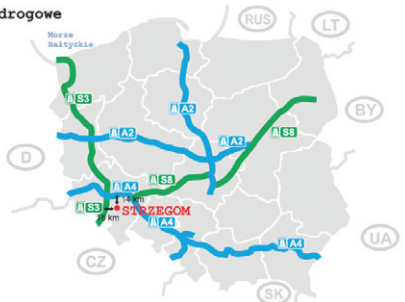 drogowe
Morze
Bałtyckie
RUS
LT
S3
A2
BY
A2
A2
S8
D
A4
S8
14 km
S3
STRZEGOM
18 km
A4
UA
A4
CZ
SK